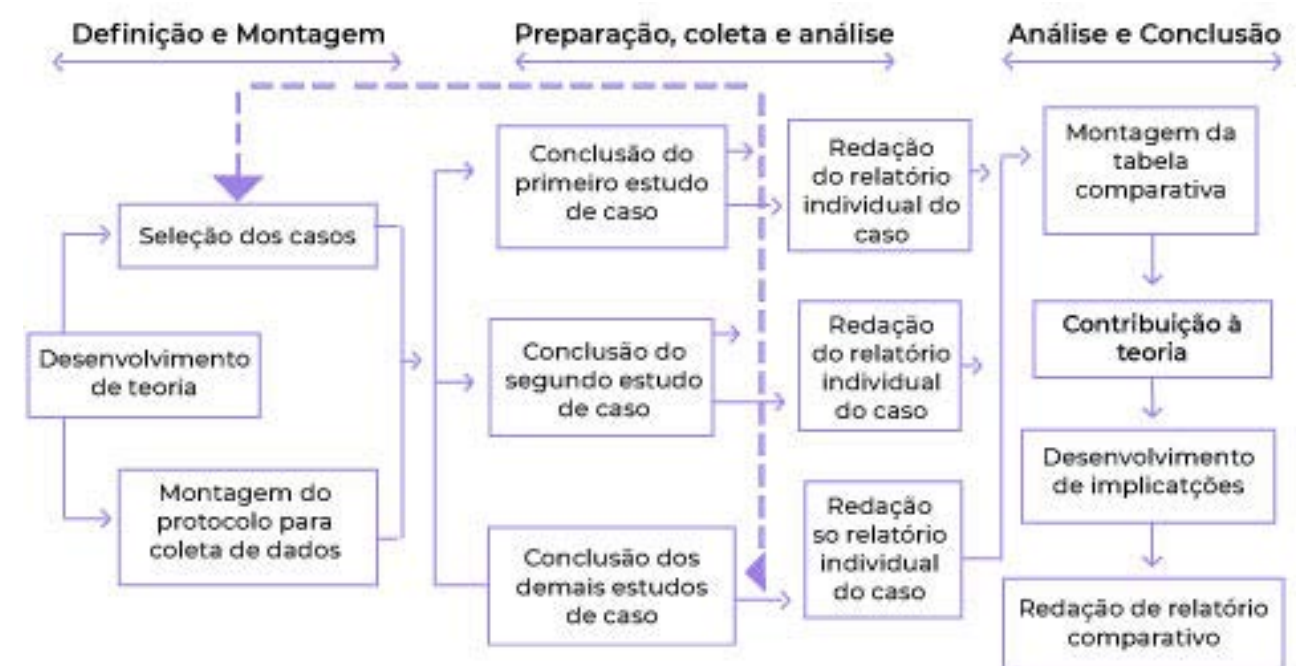 Definição e Montagem
Preparação, coleta e análise
Análise e Conclusão
Seleção dos casos
Desenvolvimento
de teoria
Montagem do
protocolo para
coleta de dados
Conclusão do
primeiro estudo
de caso
Conclusão do
segundo estudo
de caso
Conclusão dos
demais estudos
de caso
Redação
do relatório
individual do
caso
Redação
do relatório
individual
do caso
Redação
so relatório
individual
do caso
Montagem da
tabela
comparativa
Contribuição à
teoria
Desenvolvimento
de implicatções
Redação de relatório
comparativo